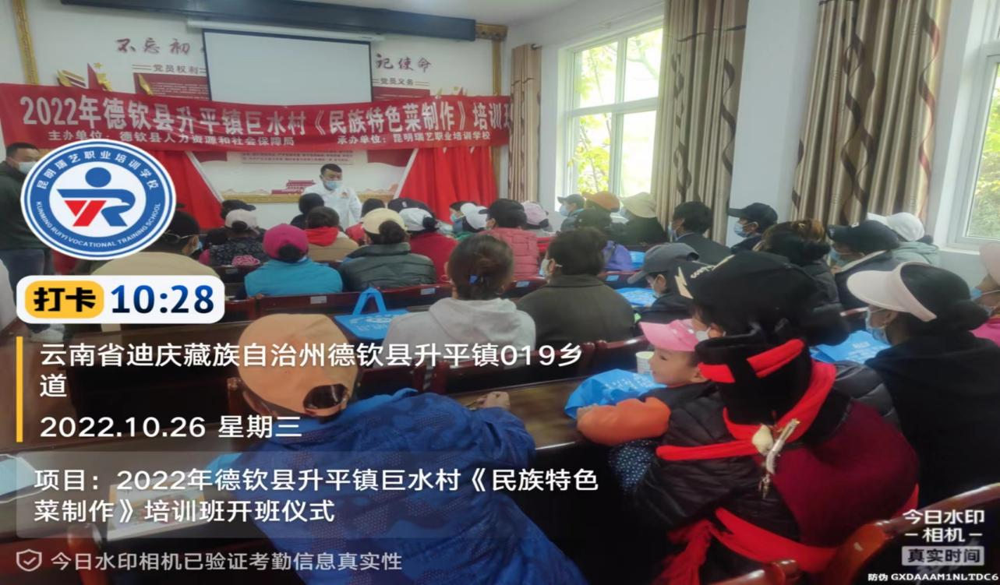 不忘初
记使命
党员权利
党员义务
2022年德钦县升平镇巨水村《民族特色菜制作》培训班
主办单位：德钦县人力资源和社会保障局 承办单位：昆明瑞艺职业培训学校
昆明瑞艺职业培训学校
KUNMING RUIYI VOCATIONAL TRAINING SCHOOL
打卡 10:28
云南省迪庆藏族自治州德钦县升平镇019乡
道
2022.10.26 星期三
项目：2022年德钦县升平镇巨水村《民族特色
菜制作》培训班开班仪式
今日水印相机已验证考勤信息真实性
今日水印
相机
真实时间
防伪 GXDAAAM1NLTDC6